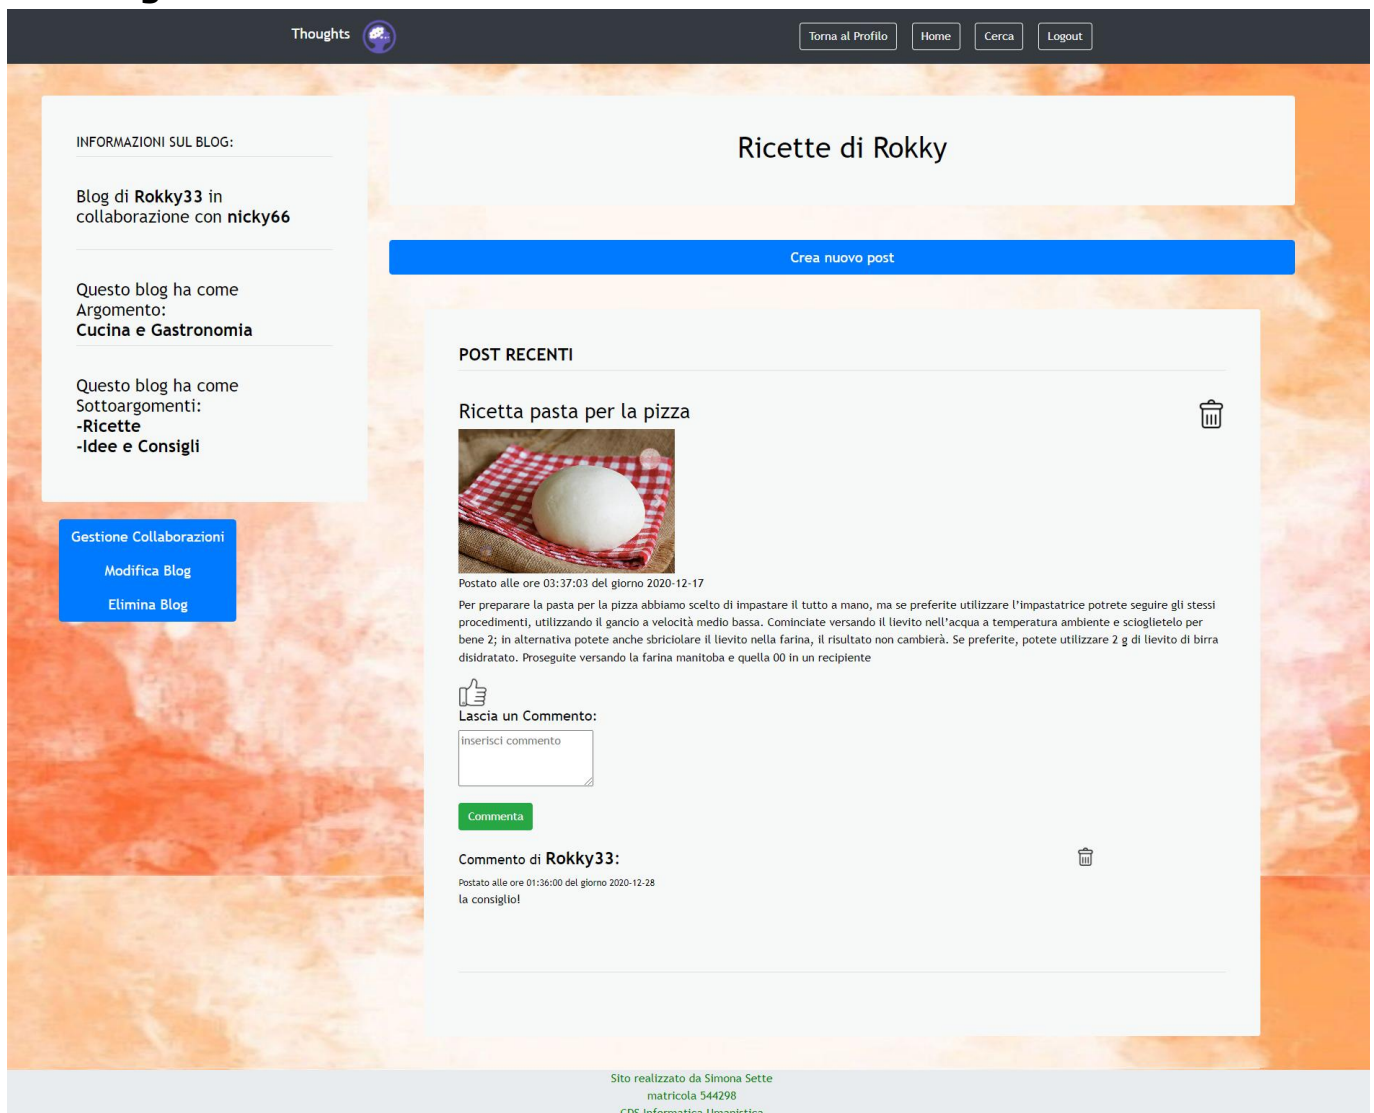 Thoughts
Torna al Profilo
Home
Cerca
Logout
INFORMAZIONI SUL BLOG:
Blog di Rokky33 in
collaborazione con nicky66
Questo blog ha come
Argomento:
Cucina e Gastronomia
Questo blog ha come
Sottoargomenti:
-Ricette
-Idee e Consigli
Gestione Collaborazioni
Modifica Blog
Elimina Blog
Ricette di Rokky
Crea nuovo post
POST RECENTI
Ricetta pasta per la pizza
Postato alle ore 03:37:03 del giorno 2020-12-17
Per preparare la pasta per la pizza abbiamo scelto di impastare il tutto a mano, ma se preferite utilizzare l'impastatrice potrete seguire gli stessi
procedimenti, utilizzando il gancio a velocità medio bassa. Cominciate versando il lievito nell'acqua a temperatura ambiente e scioglietelo per
bene 2; in alternativa potete anche sbriciolare il lievito nella farina, il risultato non cambierà. Se preferite, potete utilizzare 2 g di lievito di birra
disidratato. Proseguite versando la farina manitoba e quella 00 in un recipiente
Lascia un Commento:
inserisci commento
Commenta
Commento di Rokky33:
Postato alle ore 01:36:00 del giorno 2020-12-28
la consiglio!
Sito realizzato da Simona Sette
matricola 544298
CDS Informatica Umanistica